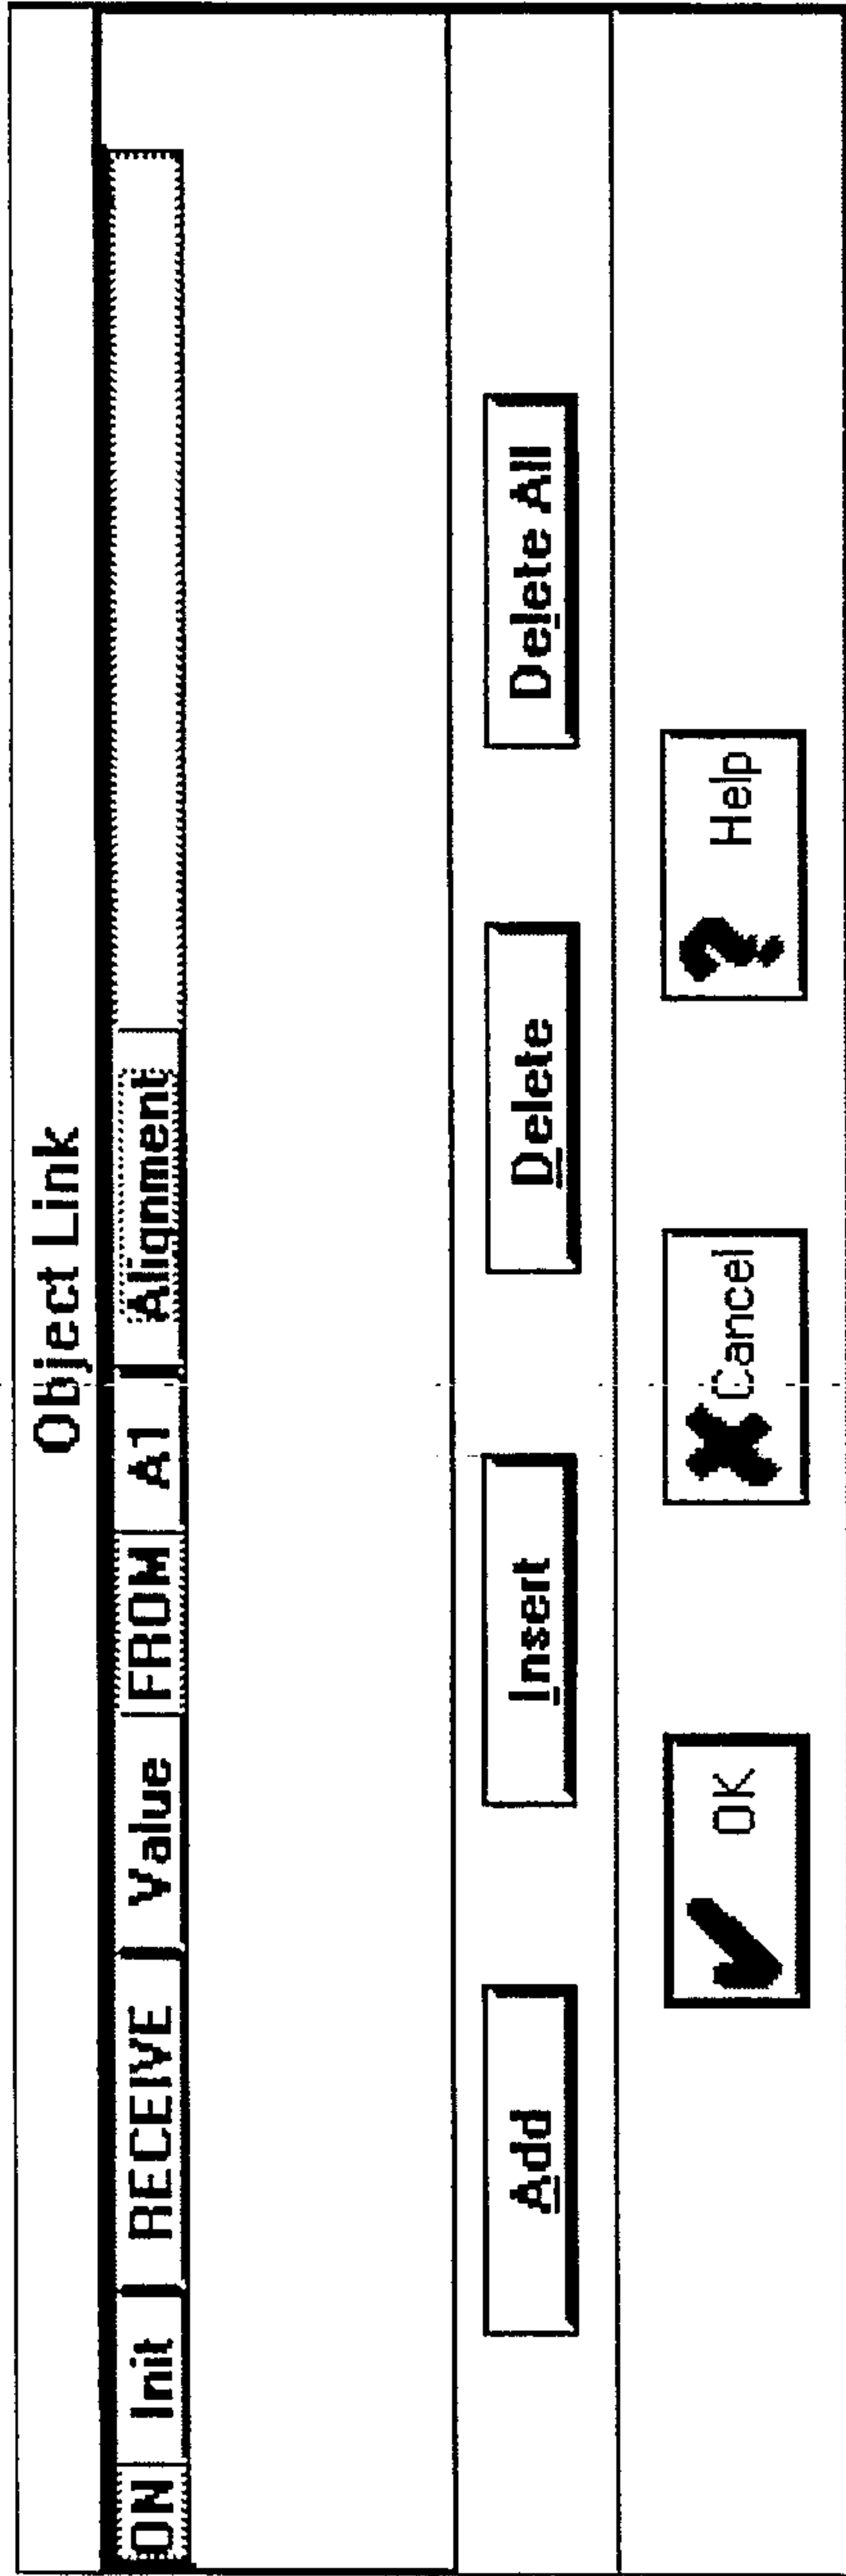 Object Link
ON Init RECEIVE Value FROM A1 Alignment
Add Insert Delete Delete All
OK Cancel ? Help